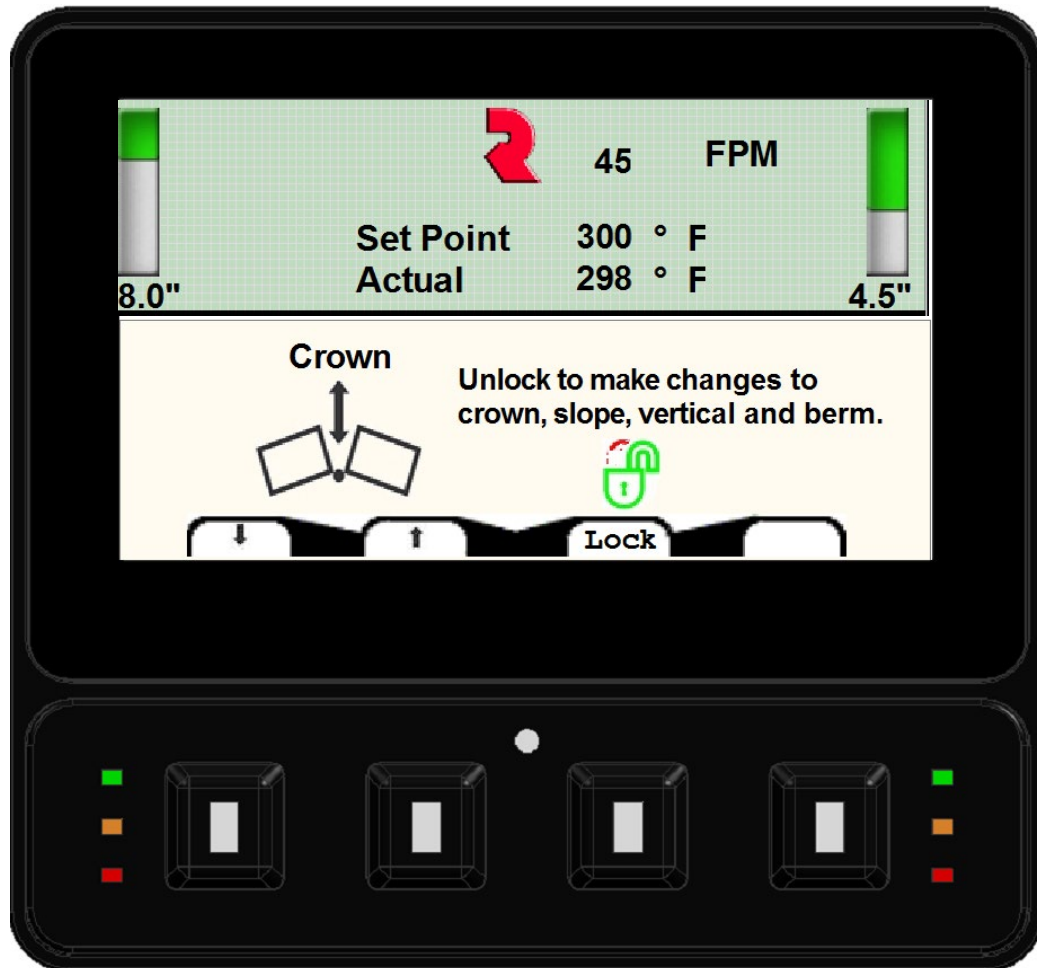 45 FPM
Set Point 300 ° F
Actual 298 ° F
8.0" 4.5"
Crown
Unlock to make changes to
crown, slope, vertical and berm.
Lock